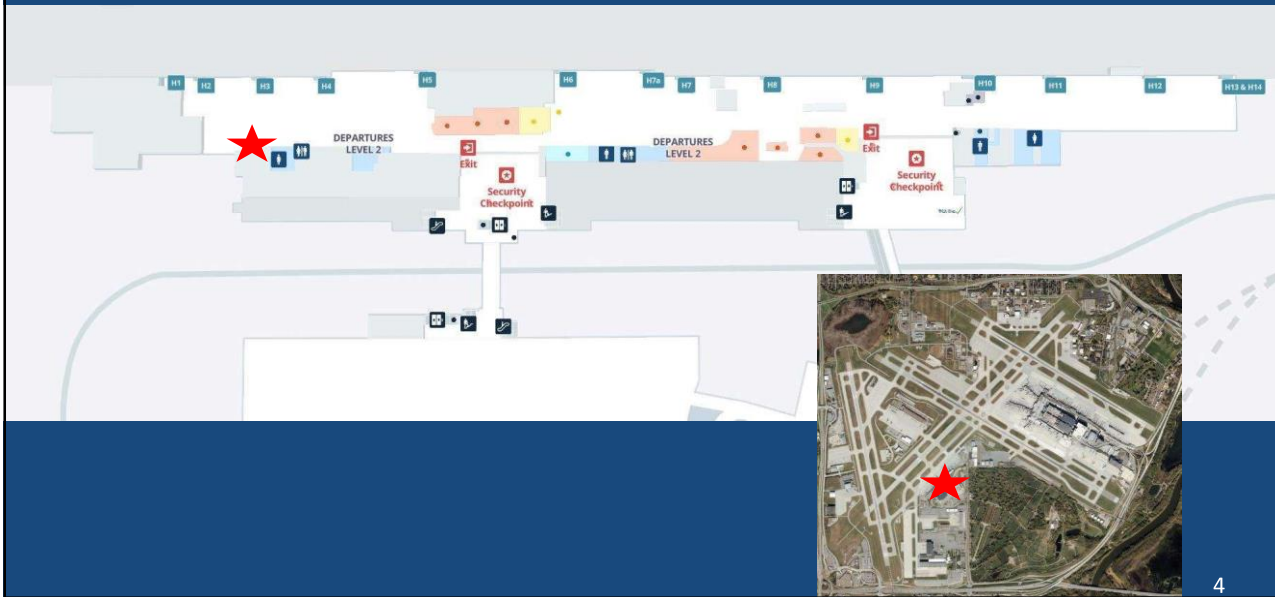 H1
H2
H3
H4
H5
H6
H7a
H7
H8
H9
H10
H11
H12
H13 & H14
DEPARTURES
LEVEL 2
DEPARTURES
LEVEL 2
Exit
Exit
Security
Checkpoint
Security
Checkpoint
4